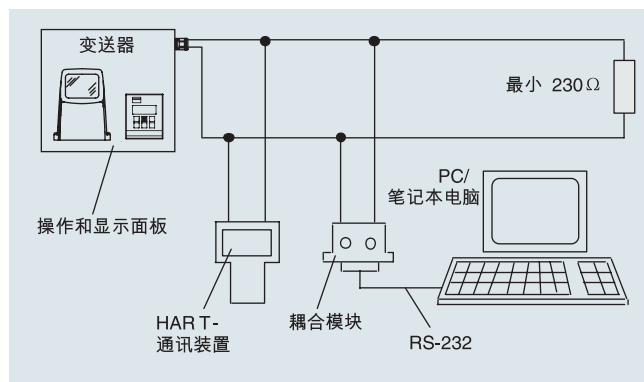 变送器
最小 230Ω
PC/
笔记本电脑
操作和显示面板
HAR T-
通讯装置
耦合模块
RS-232